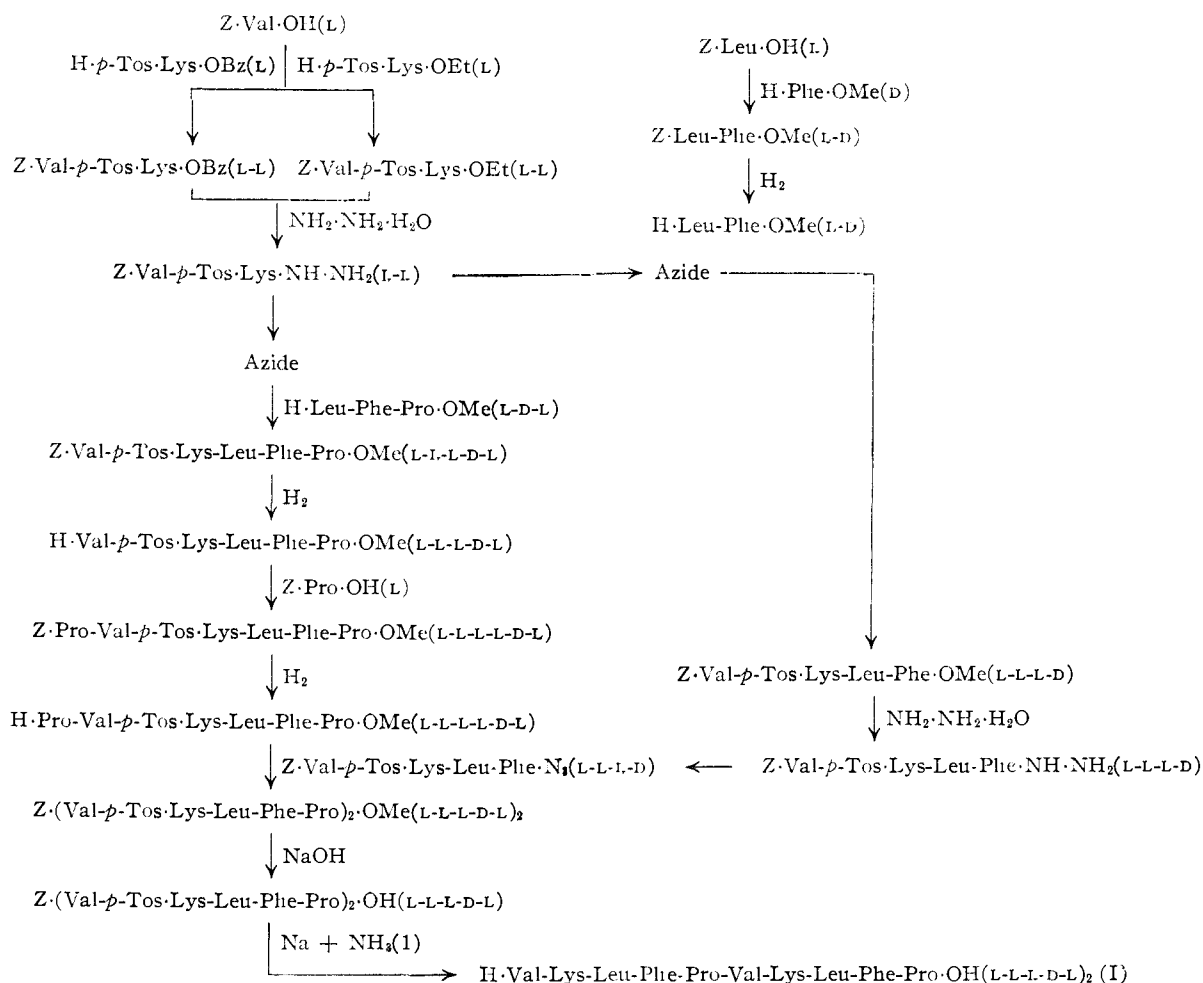 Z·Val·OH(L)
H·p-Tos·Lys·OBz(L) H·p-Tos·Lys·OEt(L)
Z·Val-p-Tos·Lys·OBz(L-L) Z·Val-p-Tos·Lys·OEt(L-L)
NH₂·NH₂·H₂O
Z·Val-p-Tos·Lys·NH·NH₂(L-L)
Azide
H·Leu-Phe-Pro·OMe(L-D-L)
Z·Val-p-Tos·Lys-Leu-Phe-Pro·OMe(L-L-L-D-L)
H₂
H·Val-p-Tos·Lys-Leu-Phe-Pro·OMe(L-L-L-D-L)
Z·Pro·OH(L)
Z·Pro-Val-p-Tos·Lys-Leu-Phe-Pro·OMe(L-L-L-L-D-L)
H₂
H·Pro-Val-p-Tos·Lys-Leu-Phe-Pro·OMe(L-L-L-L-D-L)
Z·Val-p-Tos·Lys-Leu-Phe·N₃(L-L-L-D)
Z·(Val-p-Tos·Lys-Leu-Phe-Pro)₂·OMe(L-L-L-D-L)₂
NaOH
Z·(Val-p-Tos·Lys-Leu-Phe-Pro)₂·OH(L-L-L-D-L)
Na + NH₃(1)
H·Val-Lys-Leu-Phe-Pro-Val-Lys-Leu-Phe-Pro·OH(L-L-L-D-L)₂ (I)
Z·Leu·OH(L)
H·Phe·OMe(D)
Z·Leu-Phe·OMe(L-D)
H₂
H·Leu-Phe·OMe(L-D)
Azide
Z·Val-p-Tos·Lys-Leu-Phe·OMe(L-L-L-D)
NH₂·NH₂·H₂O
Z·Val-p-Tos·Lys-Leu-Phe·NH·NH₂(L-L-L-D)